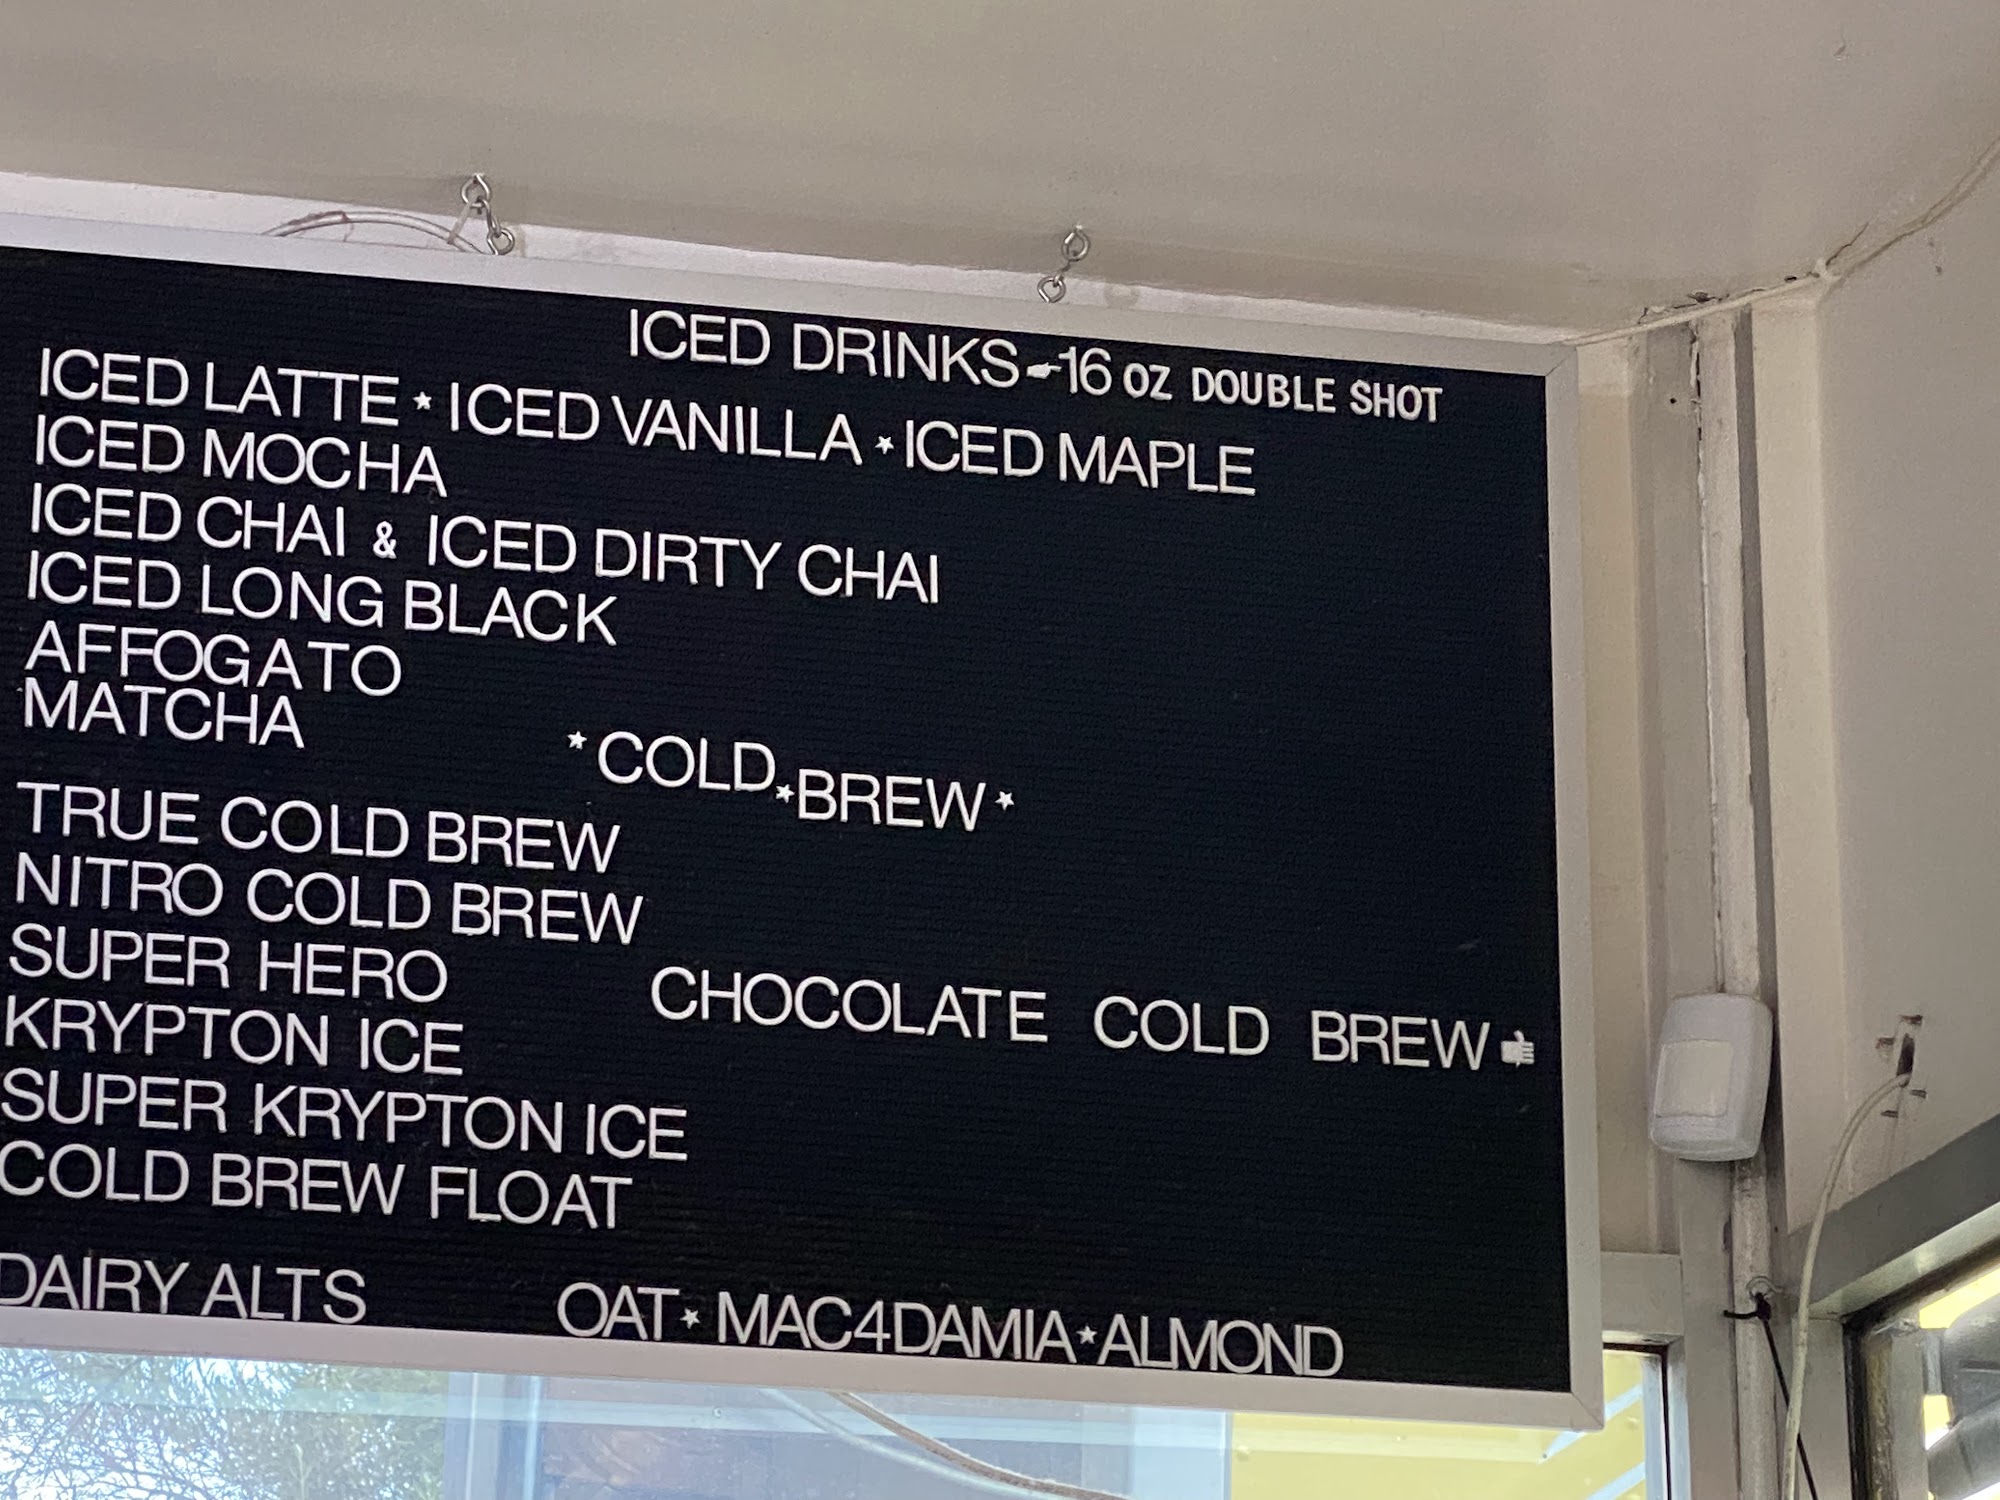 ICED DRINKS-16 OZ DOUBLE SHOT
ICED LATTE * ICED VANILLA * ICED MAPLE
ICED MOCHA
ICED CHAI & ICED DIRTY CHAI
ICED LONG BLACK
AFFOGATO
MATCHA
* COLD * BREW *
TRUE COLD BREW
NITRO COLD BREW
SUPER HERO
CHOCOLATE COLD BREW
KRYPTON ICE
SUPER KRYPTON ICE
COLD BREW FLOAT
DAIRY ALTS OAT * MAC4DAMIA * ALMOND